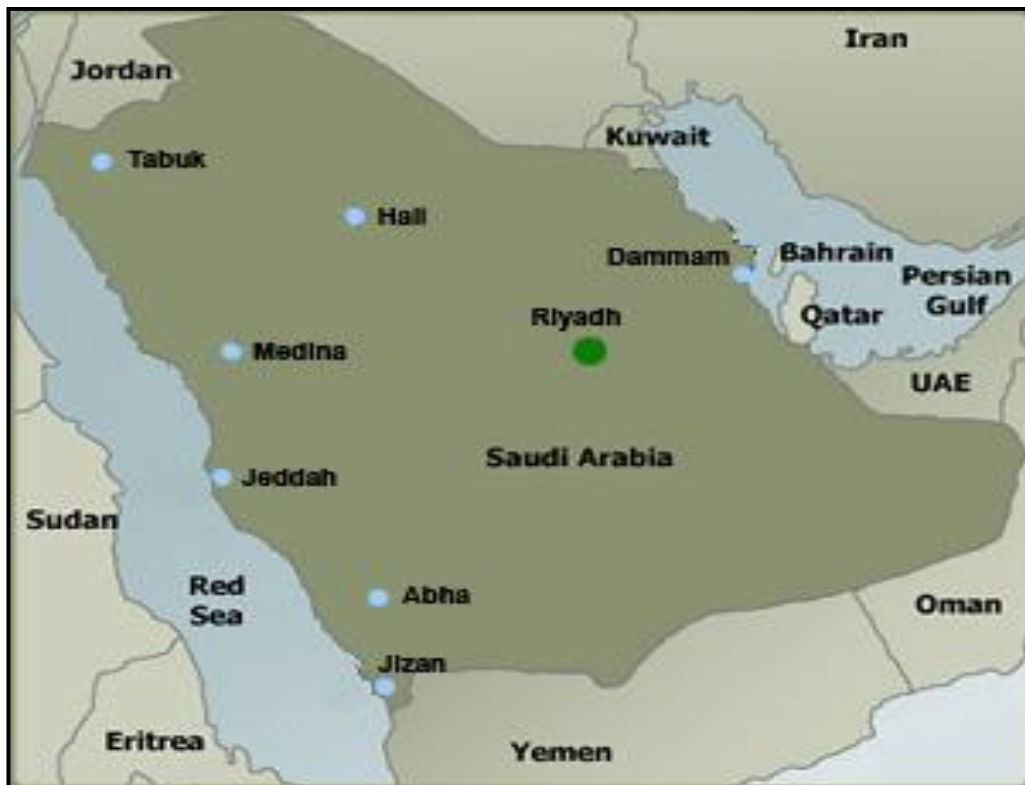 Iran
Jordan
Kuwait
Tabuk
Hail
Dammam
Bahrain
Persian
Gulf
Riyadh
Qatar
Medina
UAE
Saudi Arabia
Jeddah
Sudan
Red
Sea
Abha
Oman
Jizan
Eritrea
Yemen